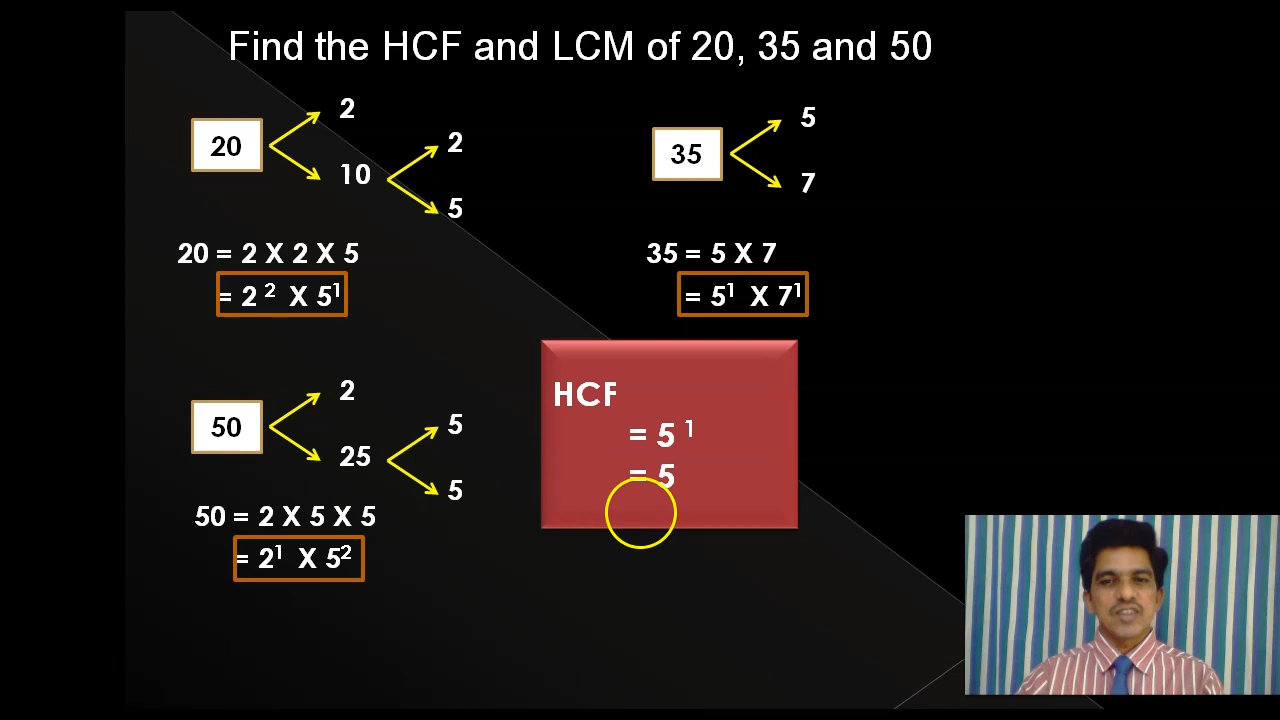 Find the HCF and LCM of 20, 35 and 50
20
2
10
2
5
20 = 2 X 2 X 5
= 2² X 5¹
35
5
7
35 = 5 X 7
= 5¹ X 7¹
50
2
25
5
5
50 = 2 X 5 X 5
= 2¹ X 5²
HCF
= 5¹
= 5